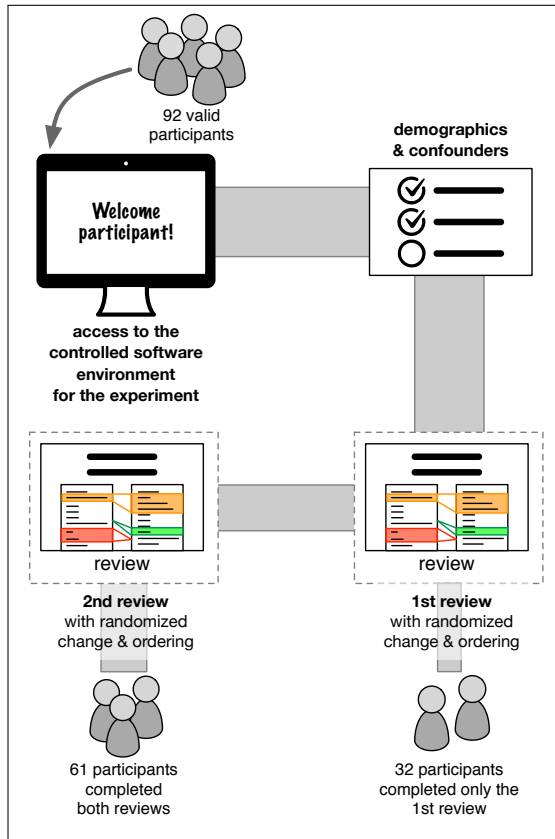 92 valid
participants
demographics
& confounders
Welcome
participant!
access to the
controlled software
environment
for the experiment
review
review
2nd review
with randomized
change & ordering
1st review
with randomized
change & ordering
61 participants
completed
both reviews
32 participants
completed only the
1st review